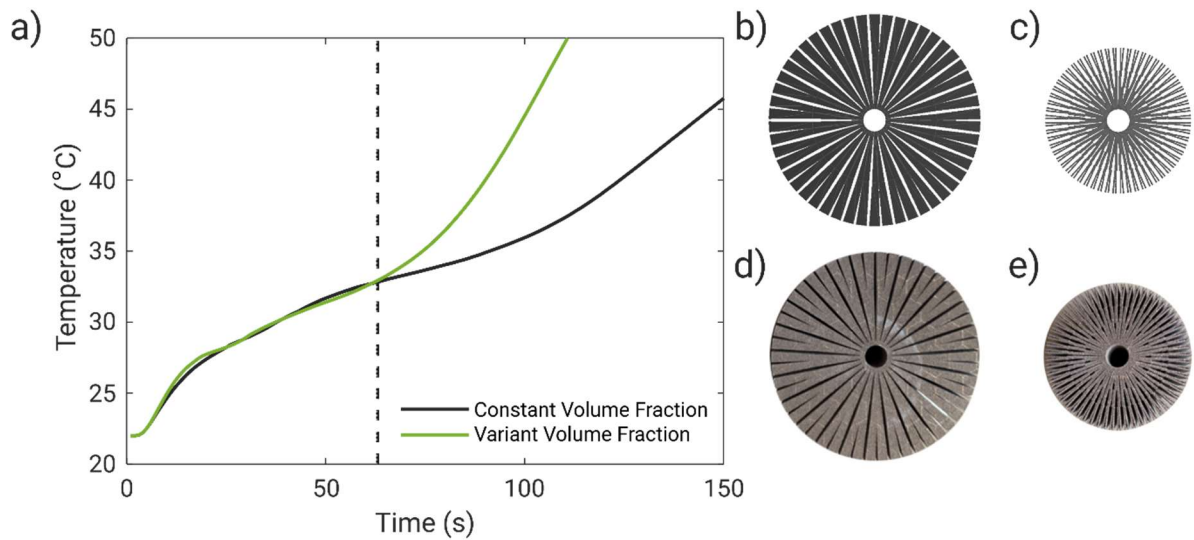 a)
50
45
40
35
30
25
20
Temperature (°C)
0
50
100
150
Time (s)
Constant Volume Fraction
Variant Volume Fraction
b)
c)
d)
e)